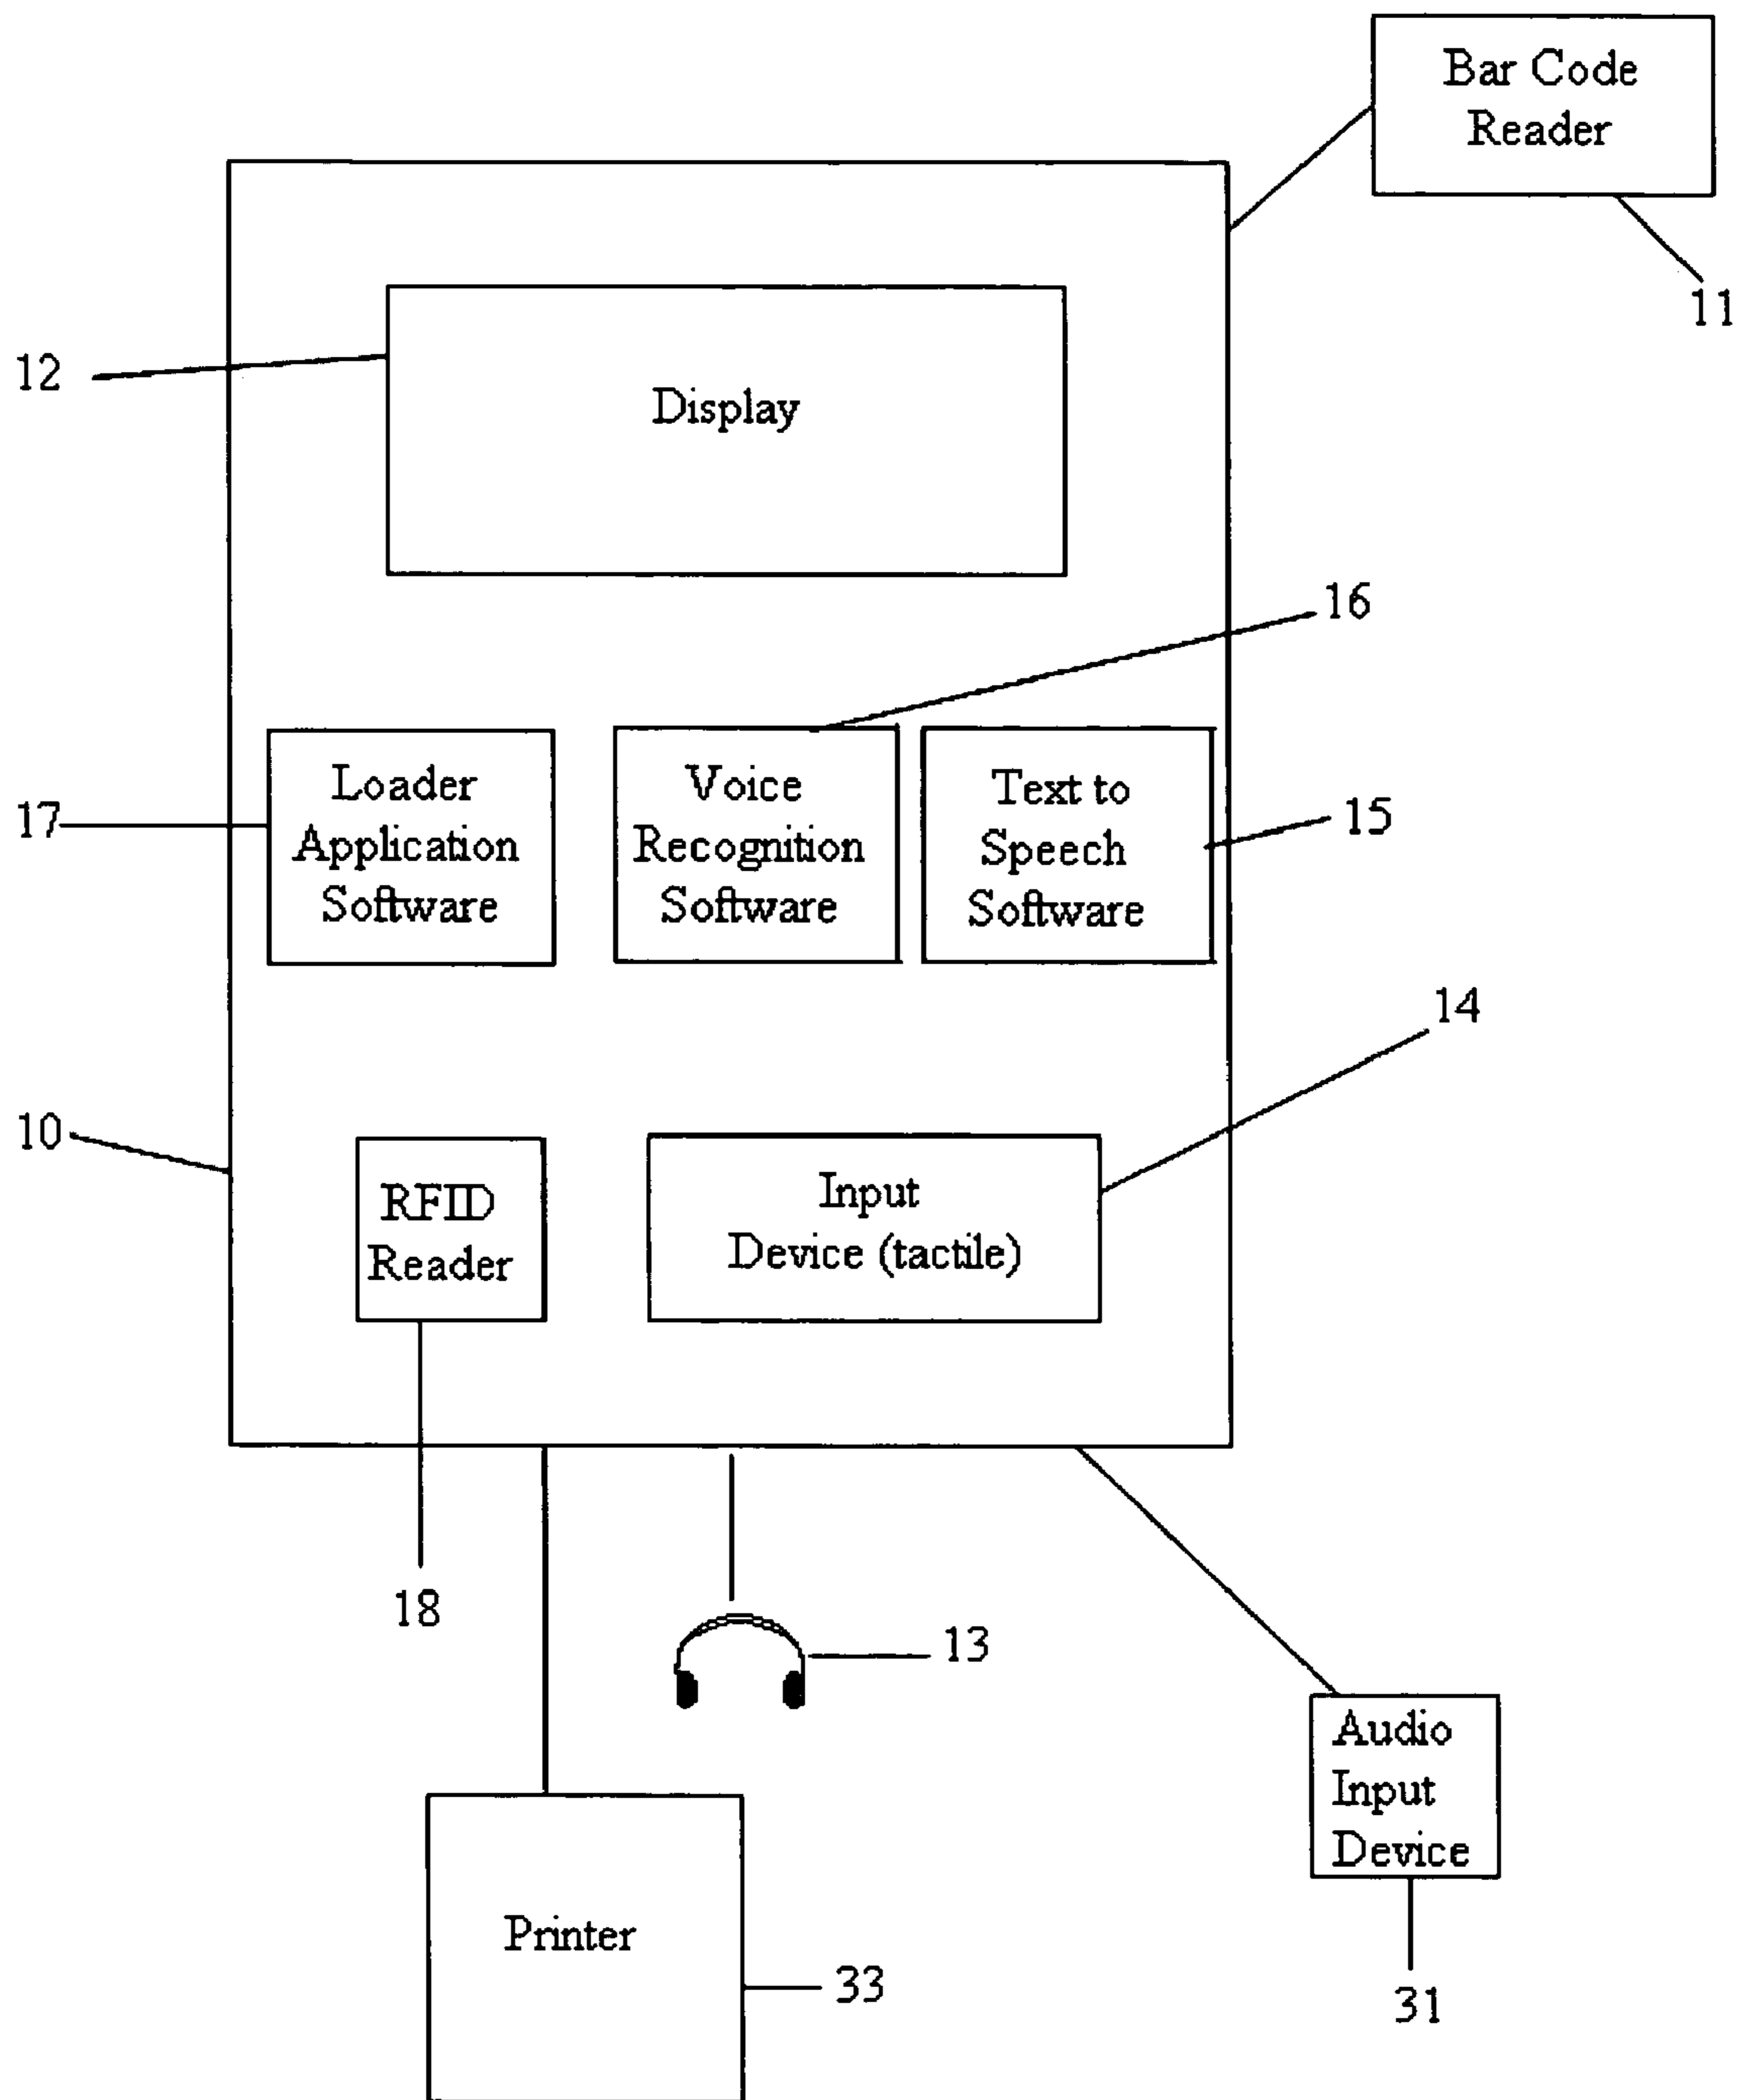 Bar Code
Reader
11
12
Display
16
17
Loader
Application
Software
Voice
Recognition
Software
Text to
Speech
Software
15
14
10
RFID
Reader
Input
Device (tactile)
18
13
Audio
Input
Device
Printer
33
31